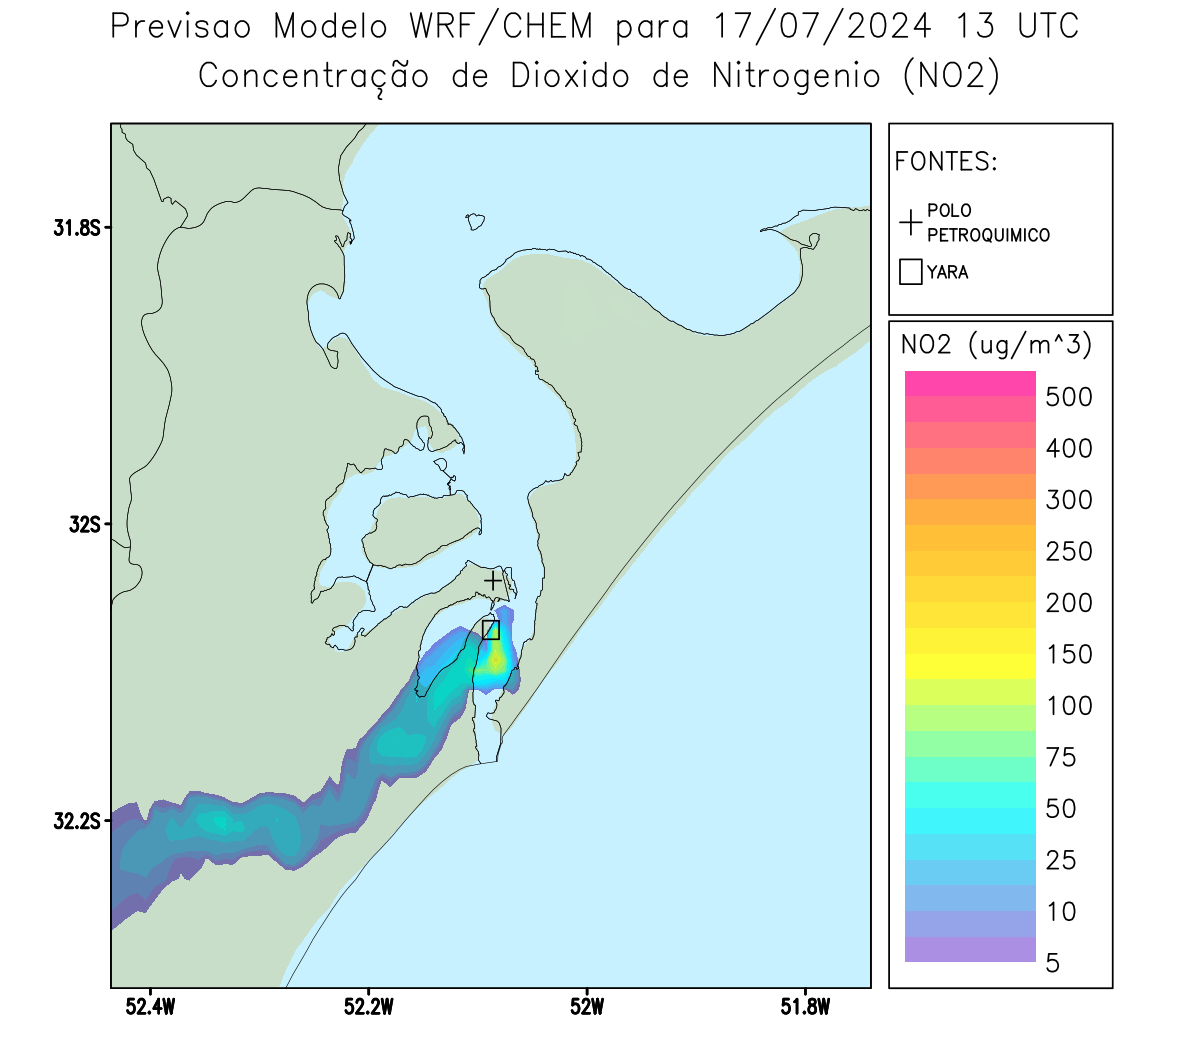 Previsao Modelo WRF/CHEM para 17/07/2024 13 UTC
Concentração de Dioxido de Nitrogenio (NO2)
FONTES:
POLO
PETROQUIMICO
YARA
31.8S
32S
32.2S
52.4W
52.2W
52W
51.8W
NO2 (ug/m^3)
500
400
300
250
200
150
100
75
50
25
10
5